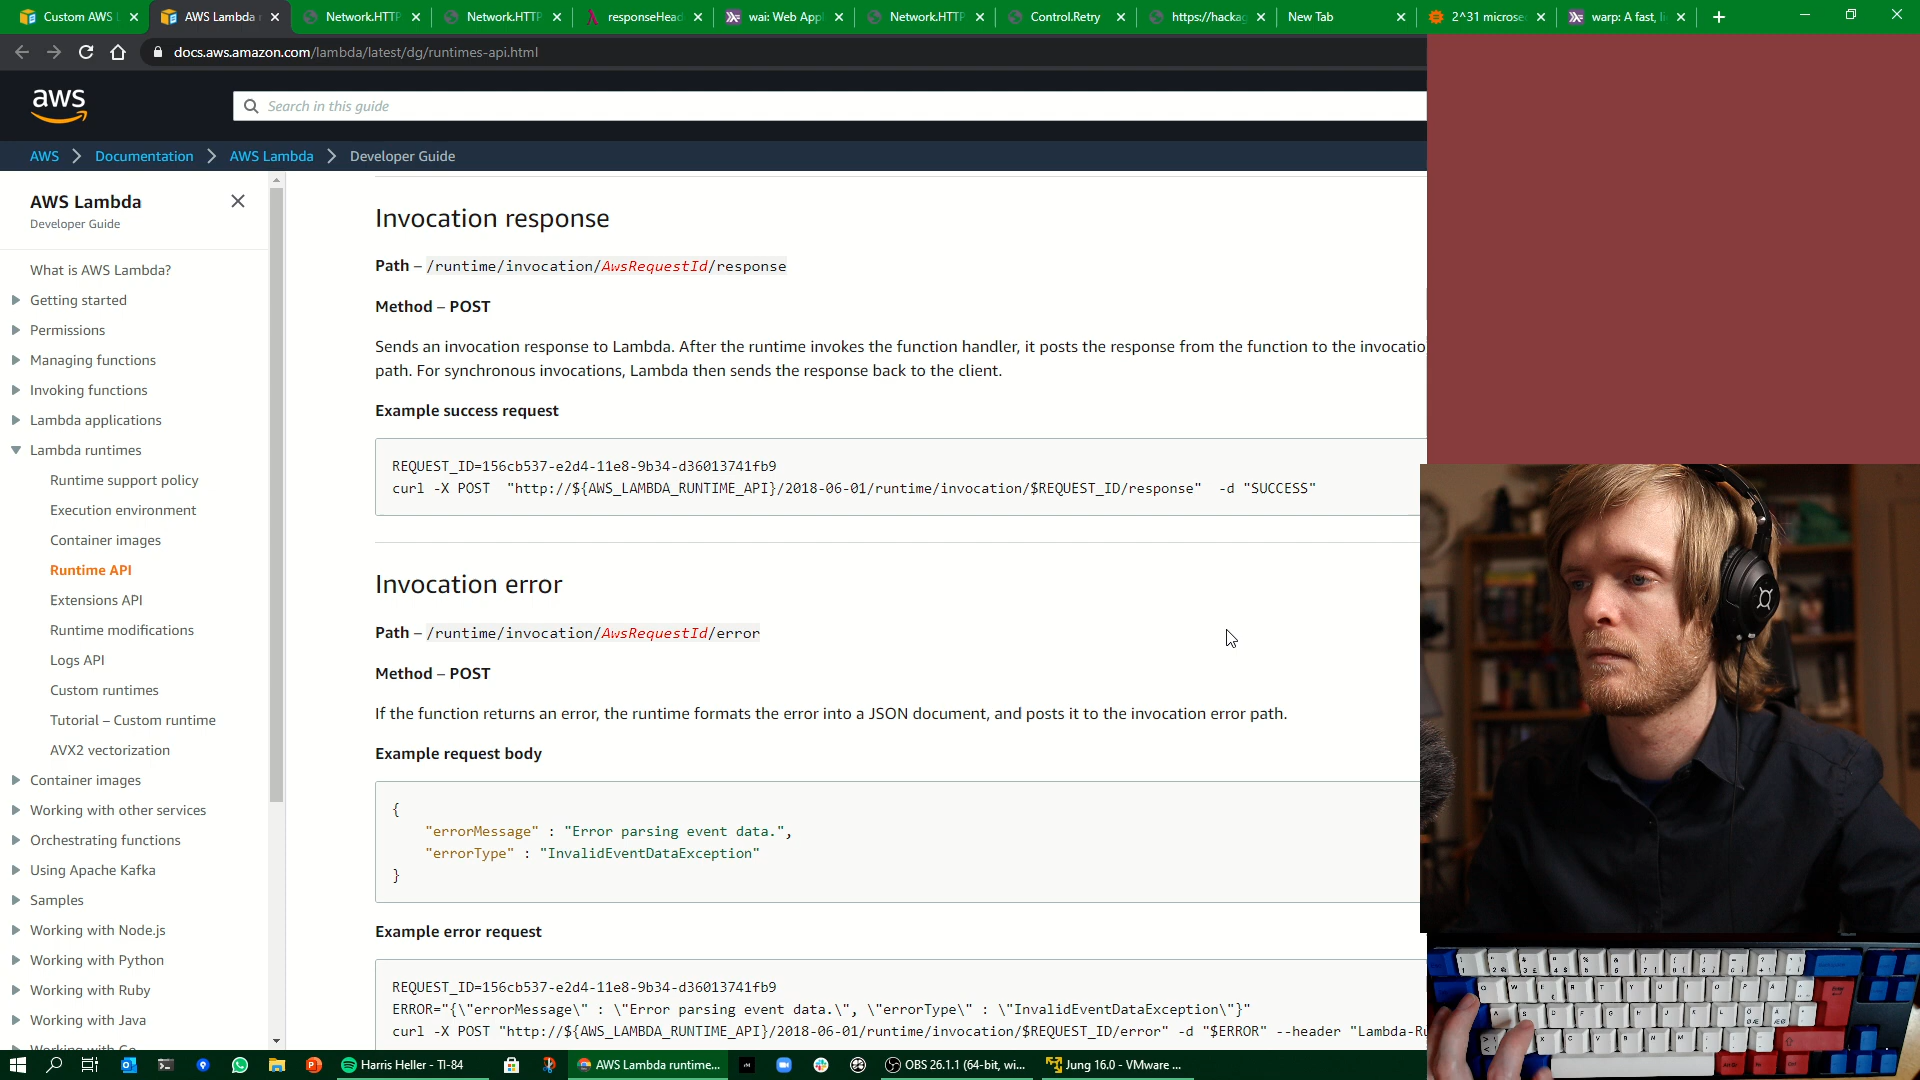 Custom AWS
AWS Lambda
Network.HTTP
Network.HTTP
responseHead
wai: Web Appl
Network.HTTP
Control.Retry
https://hackag
New Tab
2^31 microse
warp: A fast, li
docs.aws.amazon.com/lambda/latest/dg/runtimes-api.html
aws
Search in this guide
AWS
Documentation
AWS Lambda
Developer Guide
AWS Lambda
Developer Guide
What is AWS Lambda?
Getting started
Permissions
Managing functions
Invoking functions
Lambda applications
Lambda runtimes
Runtime support policy
Execution environment
Container images
Runtime API
Extensions API
Runtime modifications
Logs API
Custom runtimes
Tutorial – Custom runtime
AVX2 vectorization
Container images
Working with other services
Orchestrating functions
Using Apache Kafka
Samples
Working with Node.js
Working with Python
Working with Ruby
Working with Java
Working with Go
Invocation response
Path – /runtime/invocation/AwsRequestId/response
Method – POST
Sends an invocation response to Lambda. After the runtime invokes the function handler, it posts the response from the function to the invocatio
path. For synchronous invocations, Lambda then sends the response back to the client.
Example success request
REQUEST_ID=156cb537-e2d4-11e8-9b34-d36013741fb9
curl -X POST  "http://${AWS_LAMBDA_RUNTIME_API}/2018-06-01/runtime/invocation/$REQUEST_ID/response"  -d "SUCCESS"
Invocation error
Path – /runtime/invocation/AwsRequestId/error
Method – POST
If the function returns an error, the runtime formats the error into a JSON document, and posts it to the invocation error path.
Example request body
{
"errorMessage" : "Error parsing event data.",
"errorType" : "InvalidEventDataException"
}
Example error request
REQUEST_ID=156cb537-e2d4-11e8-9b34-d36013741fb9
ERROR="{\"errorMessage\" : \"Error parsing event data.\", \"errorType\" : \"InvalidEventDataException\"}"
curl -X POST "http://${AWS_LAMBDA_RUNTIME_API}/2018-06-01/runtime/invocation/$REQUEST_ID/error" -d "$ERROR" --header "Lambda-Ru
Harris Heller - TI-84
AWS Lambda runtime...
OBS 26.1.1 (64-bit, wi...
Jung 16.0 - VMware ...